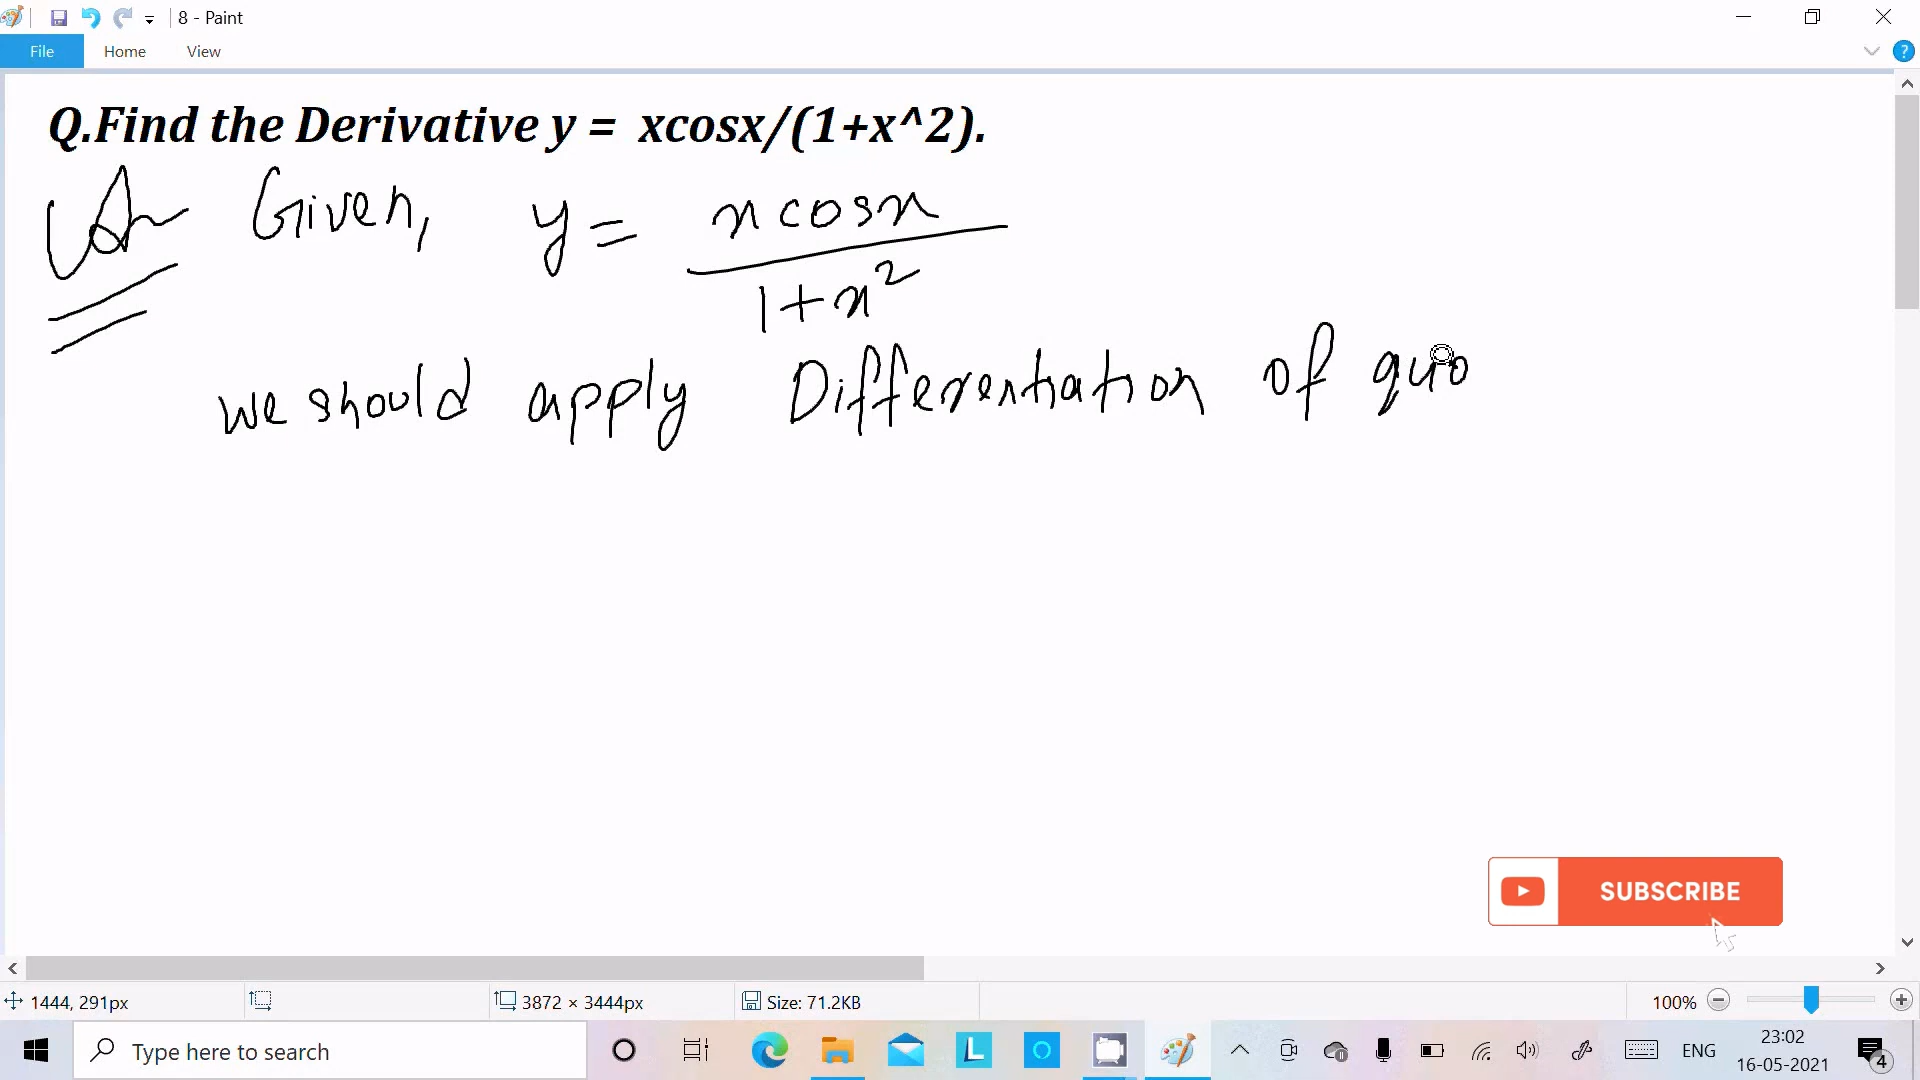 8 - Paint
File Home View
Q.Find the Derivative y = xcosx/(1+x^2).
Given, y = x cosx
1+x²
we should apply Differentiation of quo
SUBSCRIBE
1444, 291px 3872 × 3444px Size: 71.2KB 100%
Type here to search
ENG
23:02
16-05-2021
4